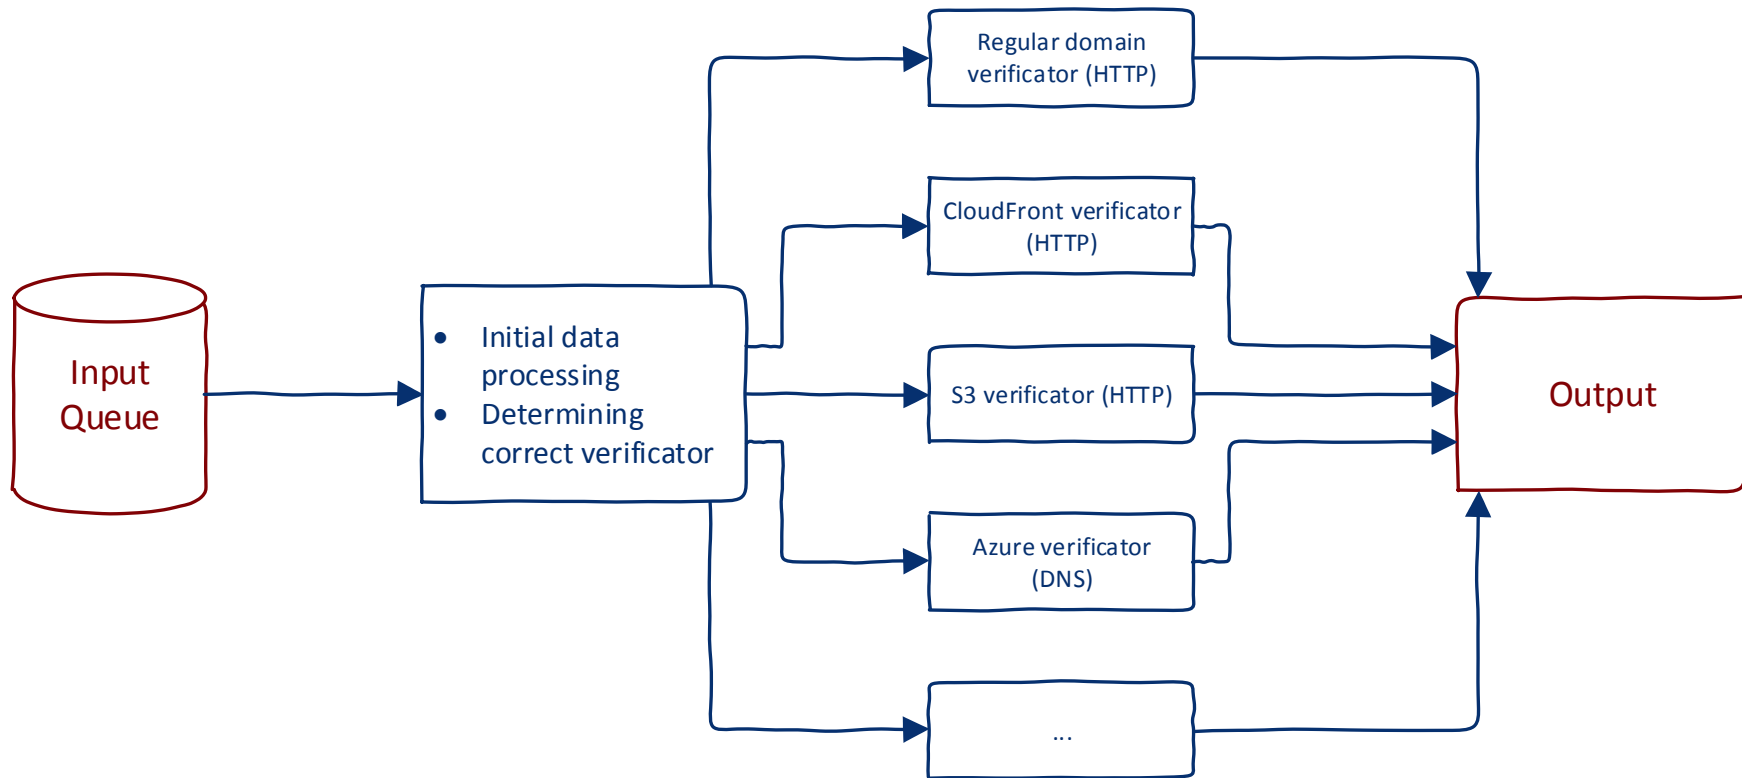 Input
Queue
• Initial data
processing
• Determining
correct verificator
Regular domain
verificator (HTTP)
CloudFront verificator
(HTTP)
S3 verificator (HTTP)
Azure verificator
(DNS)
...
Output